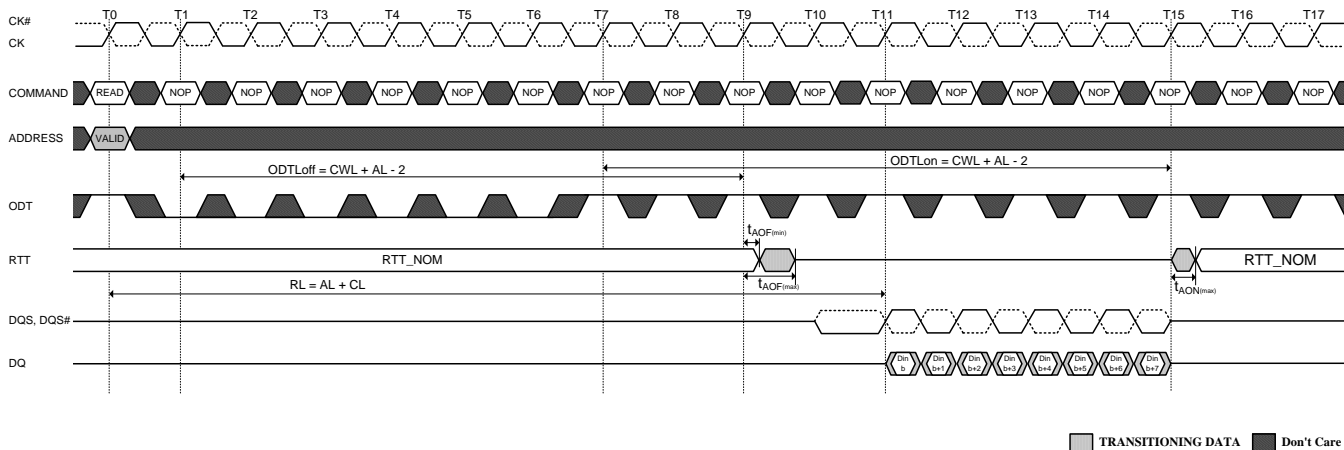 CK#
CK
T0 T1 T2 T3 T4 T5 T6 T7 T8 T9 T10 T11 T12 T13 T14 T15 T16 T17
COMMAND READ NOP NOP NOP NOP NOP NOP NOP NOP NOP NOP NOP NOP NOP NOP NOP NOP NOP
ADDRESS VALID
ODTLoff = CWL + AL - 2
ODTLon = CWL + AL - 2
ODT
tAOF(min)
RTT RTT_NOM RTT_NOM
tAOF(max)
tAON(max)
RL = AL + CL
DQS, DQS#
DQ Din b Din b+1 Din b+2 Din b+3 Din b+4 Din b+5 Din b+6 Din b+7
TRANSITIONING DATA Don't Care